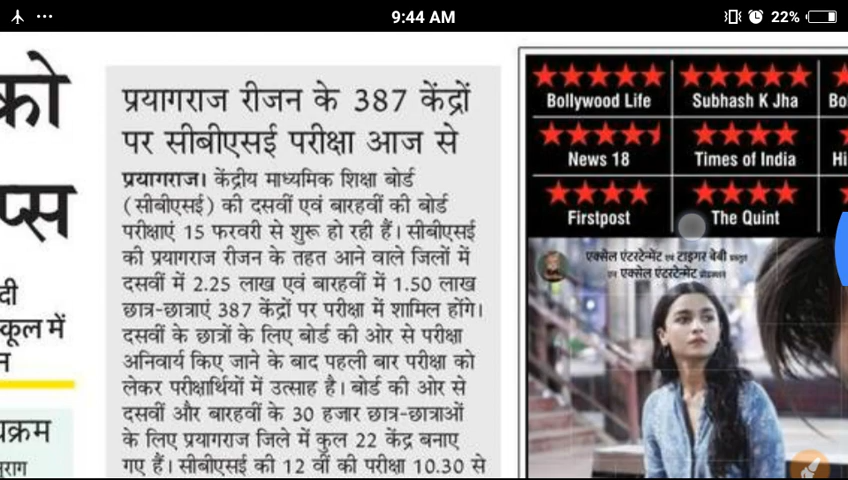 9:44 AM
22%
को
प्स
दी
स्कूल में
न
प्रयागराज रीजन के 387 केंद्रों
पर सीबीएसई परीक्षा आज से
प्रयागराज। केंद्रीय माध्यमिक शिक्षा बोर्ड
(सीबीएसई) की दसवीं एवं बारहवीं की बोर्ड
परीक्षाएं 15 फरवरी से शुरू हो रही हैं। सीबीएसई
की प्रयागराज रीजन के तहत आने वाले जिलों में
दसवीं में 2.25 लाख एवं बारहवीं में 1.50 लाख
छात्र-छात्राएं 387 केंद्रों पर परीक्षा में शामिल होंगे।
दसवीं के छात्रों के लिए बोर्ड की ओर से परीक्षा
अनिवार्य किए जाने के बाद पहली बार परीक्षा को
लेकर परीक्षार्थियों में उत्साह है। बोर्ड की ओर से
दसवीं और बारहवीं के 30 हजार छात्र-छात्राओं
के लिए प्रयागराज जिले में कुल 22 केंद्र बनाए
गए हैं। सीबीएसई की 12 वीं की परीक्षा 10.30 से
Bollywood Life
Subhash K Jha
Bo
News 18
Times of India
Hi
Firstpost
The Quint
एक्सेल एंटरटेन्मेंट एवं टाइगर बेबी प्रस्तुत
एक्सेल एंटरटेन्मेंट